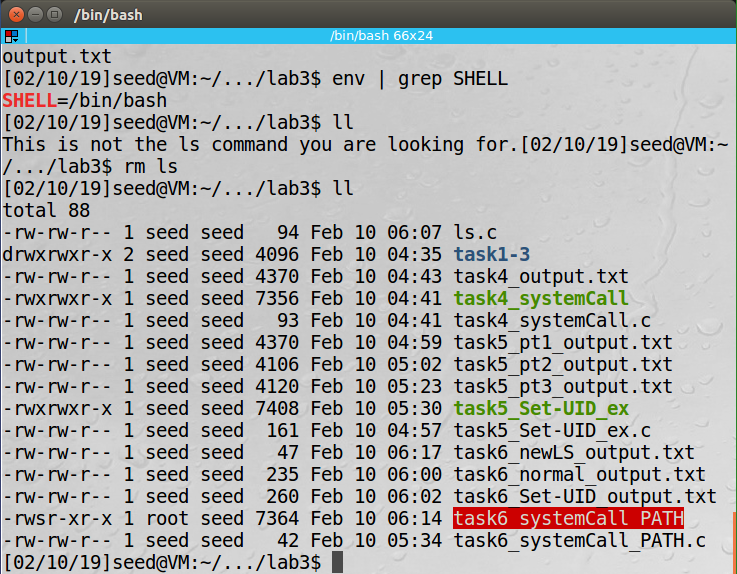 /bin/bash
/bin/bash 66x24
output.txt
[02/10/19]seed@VM:~/.../lab3$ env | grep SHELL
SHELL=/bin/bash
[02/10/19]seed@VM:~/.../lab3$ ll
This is not the ls command you are looking for.[02/10/19]seed@VM:~
/.../lab3$ rm ls
[02/10/19]seed@VM:~/.../lab3$ ll
total 88
-rw-rw-r-- 1 seed seed   94 Feb 10 06:07 ls.c
drwxrwxr-x 2 seed seed 4096 Feb 10 04:35 task1-3
-rw-rw-r-- 1 seed seed 4370 Feb 10 04:43 task4_output.txt
-rwxrwxr-x 1 seed seed 7356 Feb 10 04:41 task4_systemCall
-rw-rw-r-- 1 seed seed   93 Feb 10 04:41 task4_systemCall.c
-rw-rw-r-- 1 seed seed 4370 Feb 10 04:59 task5_pt1_output.txt
-rw-rw-r-- 1 seed seed 4106 Feb 10 05:02 task5_pt2_output.txt
-rw-rw-r-- 1 seed seed 4120 Feb 10 05:23 task5_pt3_output.txt
-rwxrwxr-x 1 seed seed 7408 Feb 10 05:30 task5_Set-UID_ex
-rw-rw-r-- 1 seed seed  161 Feb 10 04:57 task5_Set-UID_ex.c
-rw-rw-r-- 1 seed seed   47 Feb 10 06:17 task6_newLS_output.txt
-rw-rw-r-- 1 seed seed  235 Feb 10 06:00 task6_normal_output.txt
-rw-rw-r-- 1 seed seed  260 Feb 10 06:02 task6_Set-UID_output.txt
-rwsr-xr-x 1 root seed 7364 Feb 10 06:14 task6_systemCall_PATH
-rw-rw-r-- 1 seed seed   42 Feb 10 05:34 task6_systemCall_PATH.c
[02/10/19]seed@VM:~/.../lab3$